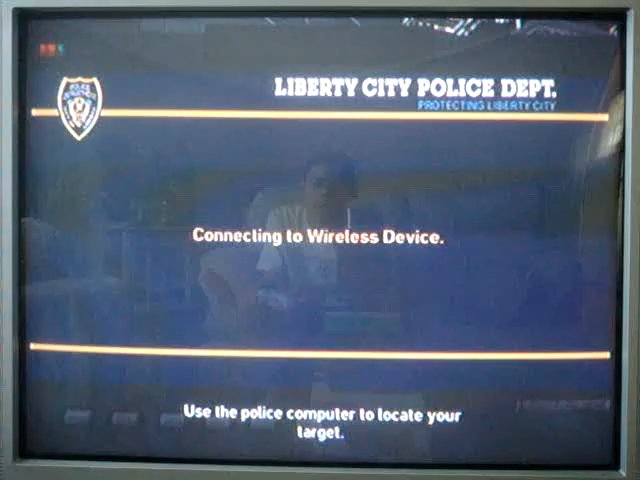 LIBERTY CITY POLICE DEPT.
PROTECTING LIBERTY CITY
Connecting to Wireless Device.
Use the police computer to locate your
target.